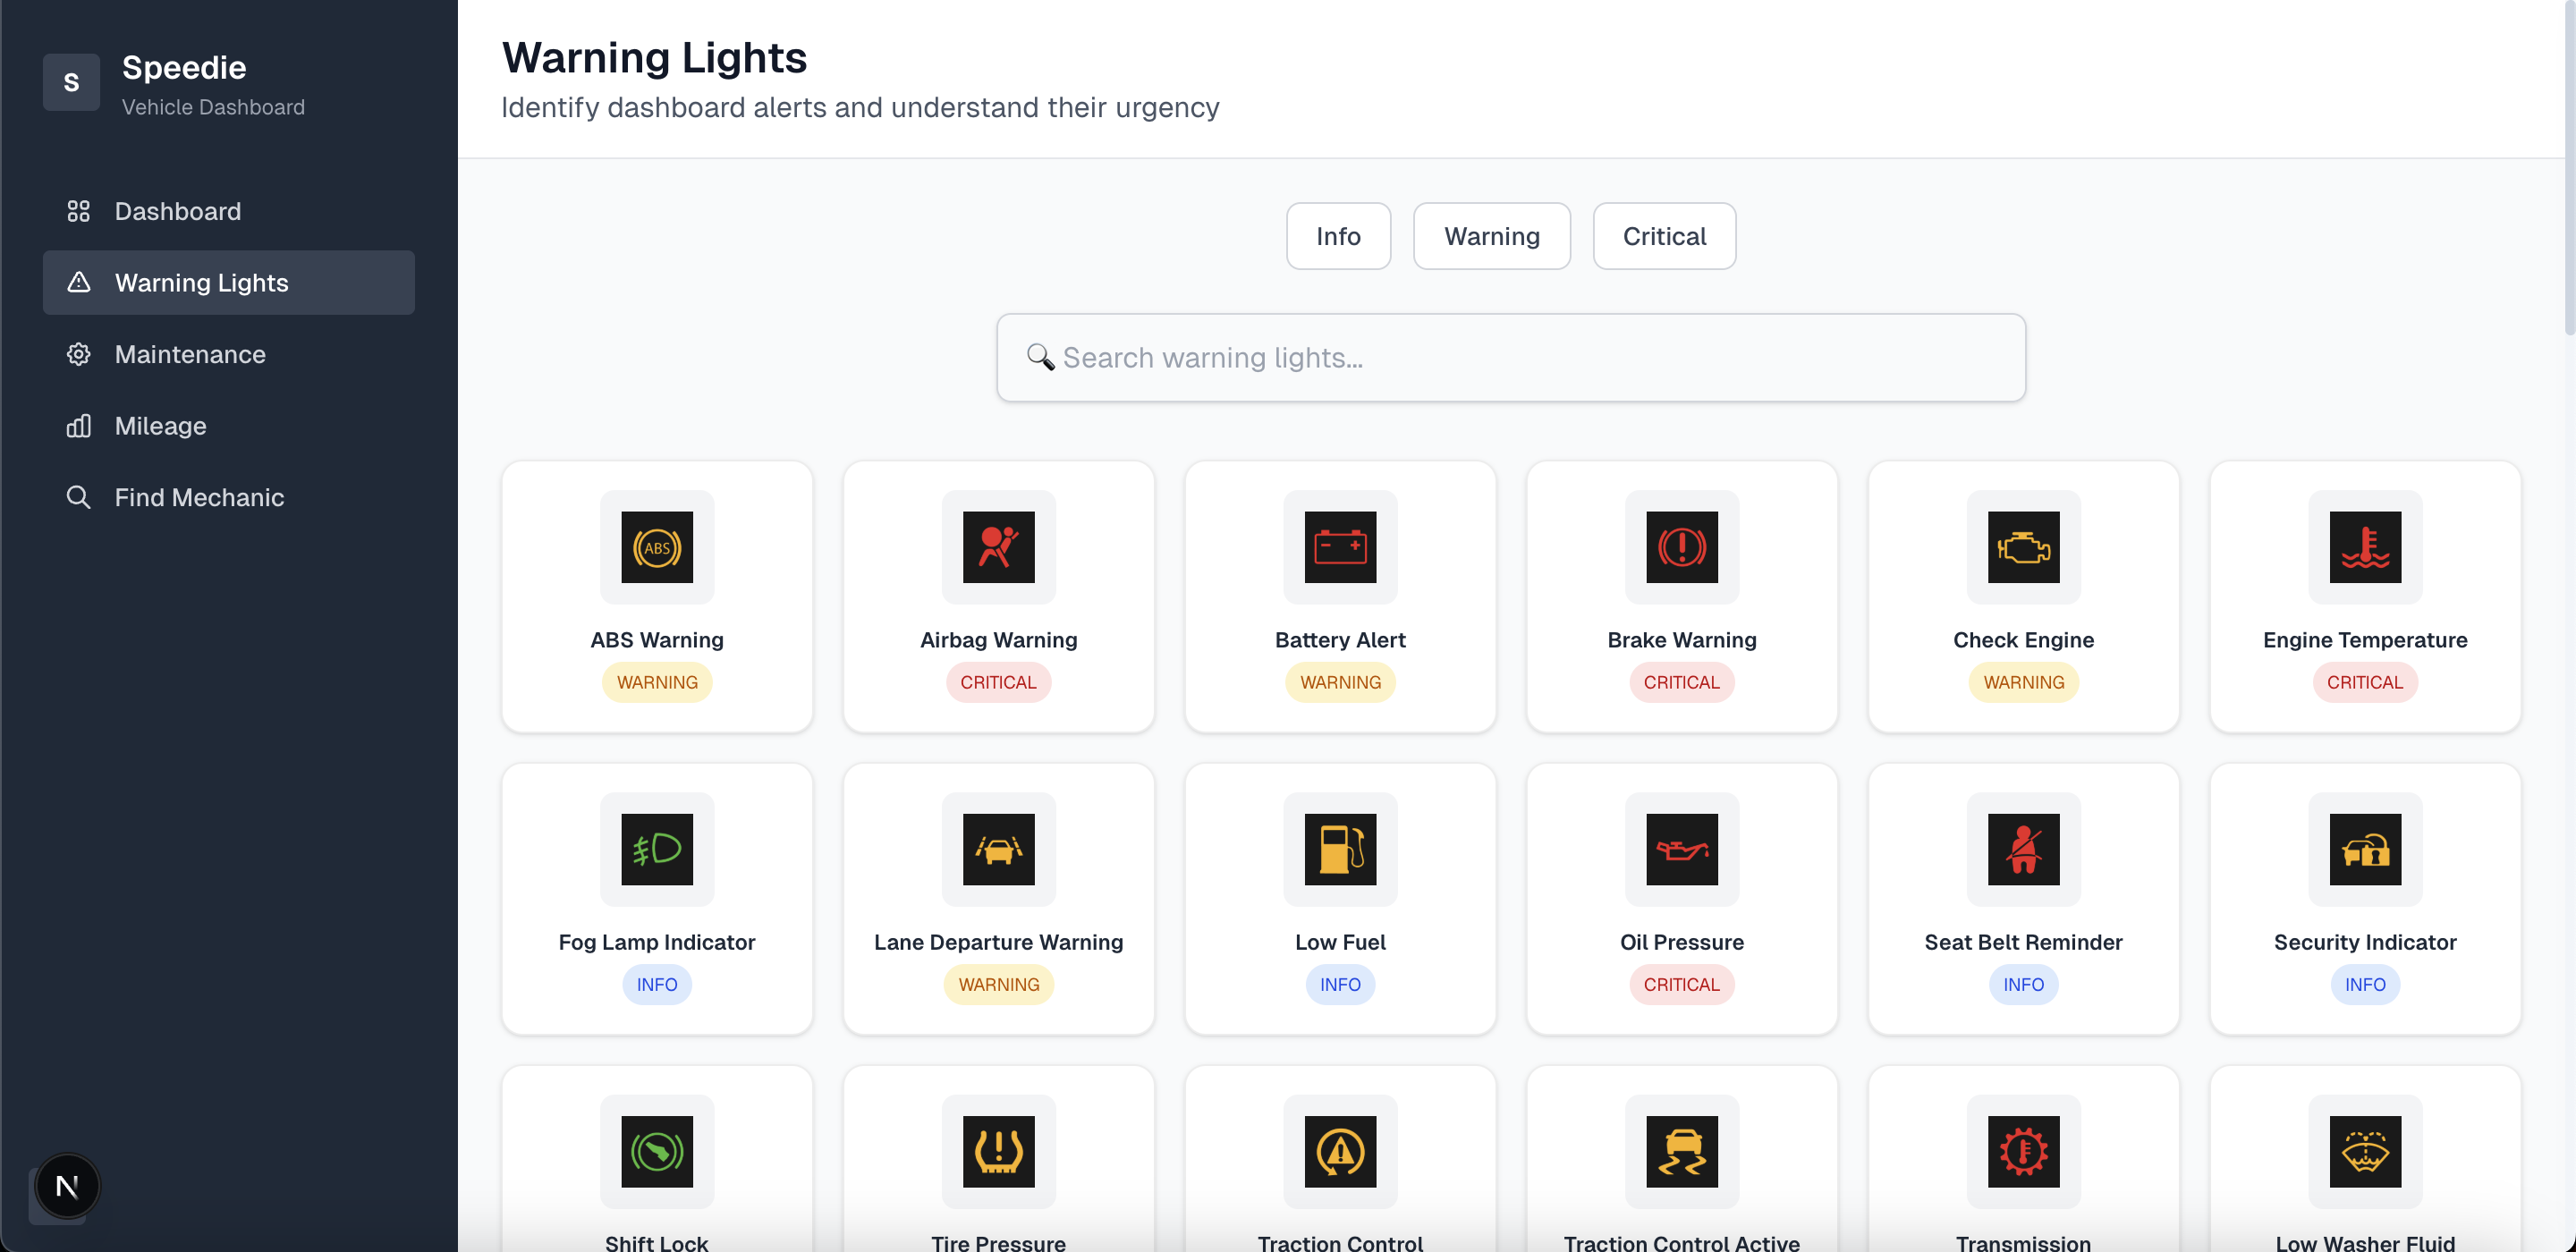 S
Speedie
Vehicle Dashboard
Dashboard
Warning Lights
Maintenance
Mileage
Find Mechanic
N
Warning Lights
Identify dashboard alerts and understand their urgency
Info
Warning
Critical
Search warning lights...
ABS
ABS Warning
WARNING
Airbag Warning
CRITICAL
Battery Alert
WARNING
Brake Warning
CRITICAL
Check Engine
WARNING
Engine Temperature
CRITICAL
Fog Lamp Indicator
INFO
Lane Departure Warning
WARNING
Low Fuel
INFO
Oil Pressure
CRITICAL
Seat Belt Reminder
INFO
Security Indicator
INFO
Shift Lock
Tire Pressure
Traction Control
Traction Control Active
Transmission
Low Washer Fluid